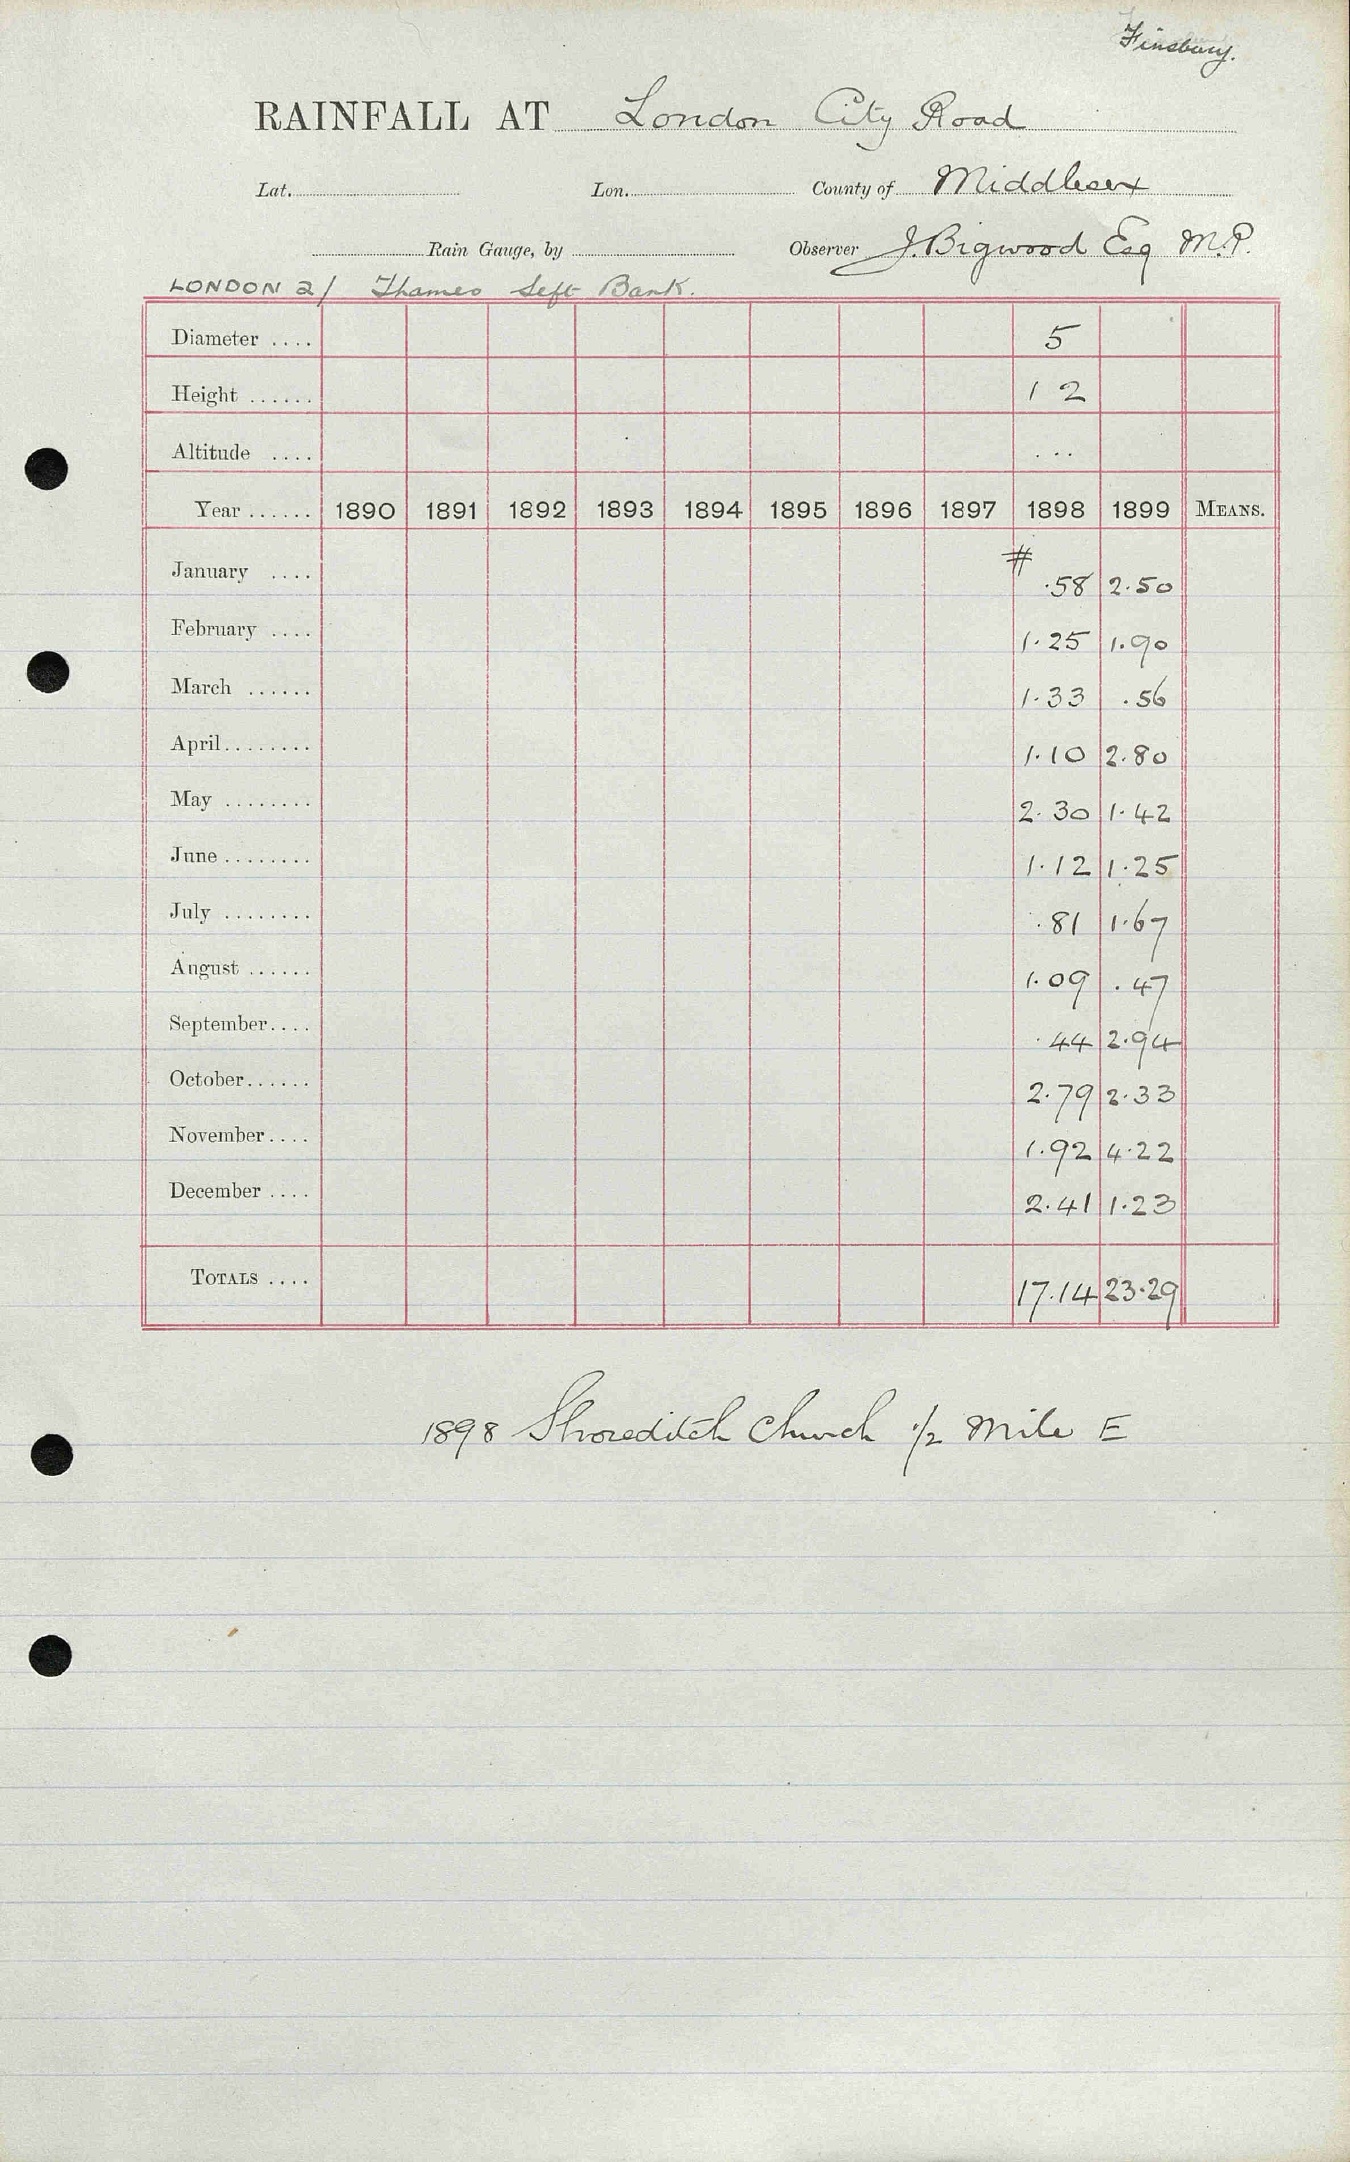 Finsbury.
RAINFALL AT London City Road
Lat. Lon. County of Middlesex
Rain Gauge, by Observer J. Bigwood Esq M.P.
LONDON 2/ Thames Left Bank.
Diameter .... 5
Height ...... 1 2
Altitude .... ...
Year ...... 1890 1891 1892 1893 1894 1895 1896 1897 1898 1899 MEANS.
#
January .... .58 2.50
February .... 1.25 1.90
March ...... 1.33 .56
April ........ 1.10 2.80
May ........ 2.30 1.42
June ........ 1.12 1.25
July ........ .81 1.67
August ...... 1.09 .47
September.... .44 2.94
October...... 2.79 2.33
November.... 1.92 4.22
December .... 2.41 1.23
TOTALS .... 17.14 23.29
1898 Shoreditch Church 1/2 Mile E